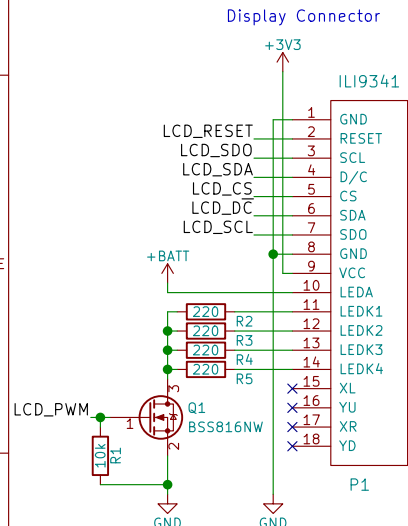 Display Connector
+3V3
ILI9341
1 GND
LCD_RESET 2 RESET
LCD_SDO 3 SCL
LCD_SDA 4 D/C
LCD_CS 5 CS
LCD_DC 6 SDA
LCD_SCL 7 SDO
8 GND
+BATT 9 VCC
10 LEDA
220 R2 11 LEDK1
220 R3 12 LEDK2
220 R4 13 LEDK3
220 R5 14 LEDK4
15 XL
16 YU
17 XR
18 YD
P1
LCD_PWM
1
3
2
Q1
BSS816NW
10k R1
GND
GND
E